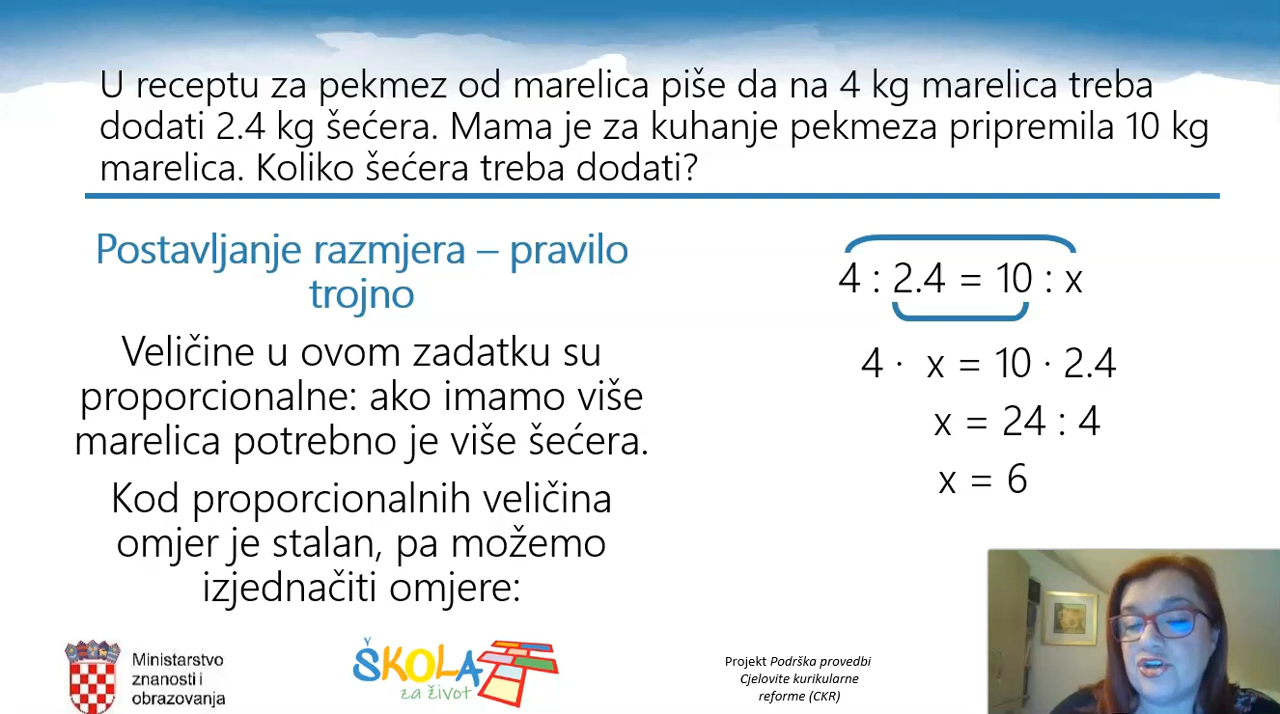 U receptu za pekmez od marelica piše da na 4 kg marelica treba
dodati 2.4 kg šećera. Mama je za kuhanje pekmeza pripremila 10 kg
marelica. Koliko šećera treba dodati?
Postavljanje razmjera – pravilo
trojno
Veličine u ovom zadatku su
proporcionalne: ako imamo više
marelica potrebno je više šećera.
Kod proporcionalnih veličina
omjer je stalan, pa možemo
izjednačiti omjere:
4 : 2.4 = 10 : x
4 · x = 10 · 2.4
x = 24 : 4
x = 6
Ministarstvo
znanosti i
obrazovanja
ŠKOLA
za život
Projekt Podrška provedbi
Cjelovite kurikularne
reforme (CKR)